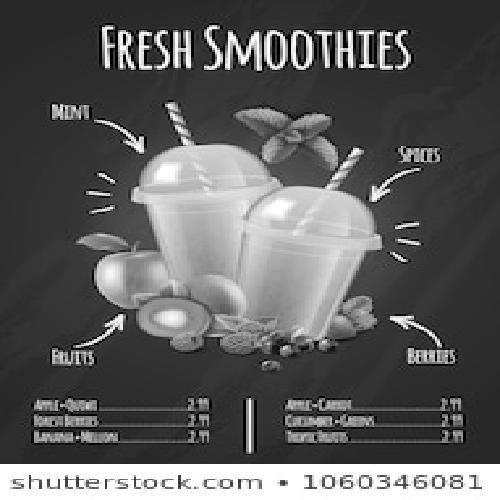 FRESH SMOOTHIES
MINT
SPICES
FRUITS
BERRIES
APPLE-QUINCE 2.99
FOREST BERRIES 2.99
BANANA-MELLON 2.99
APPLE-CARROT 2.99
CUCUMBER-GREENS 2.99
TROPIC FRUITS 2.99
shutterstock.com • 1060346081